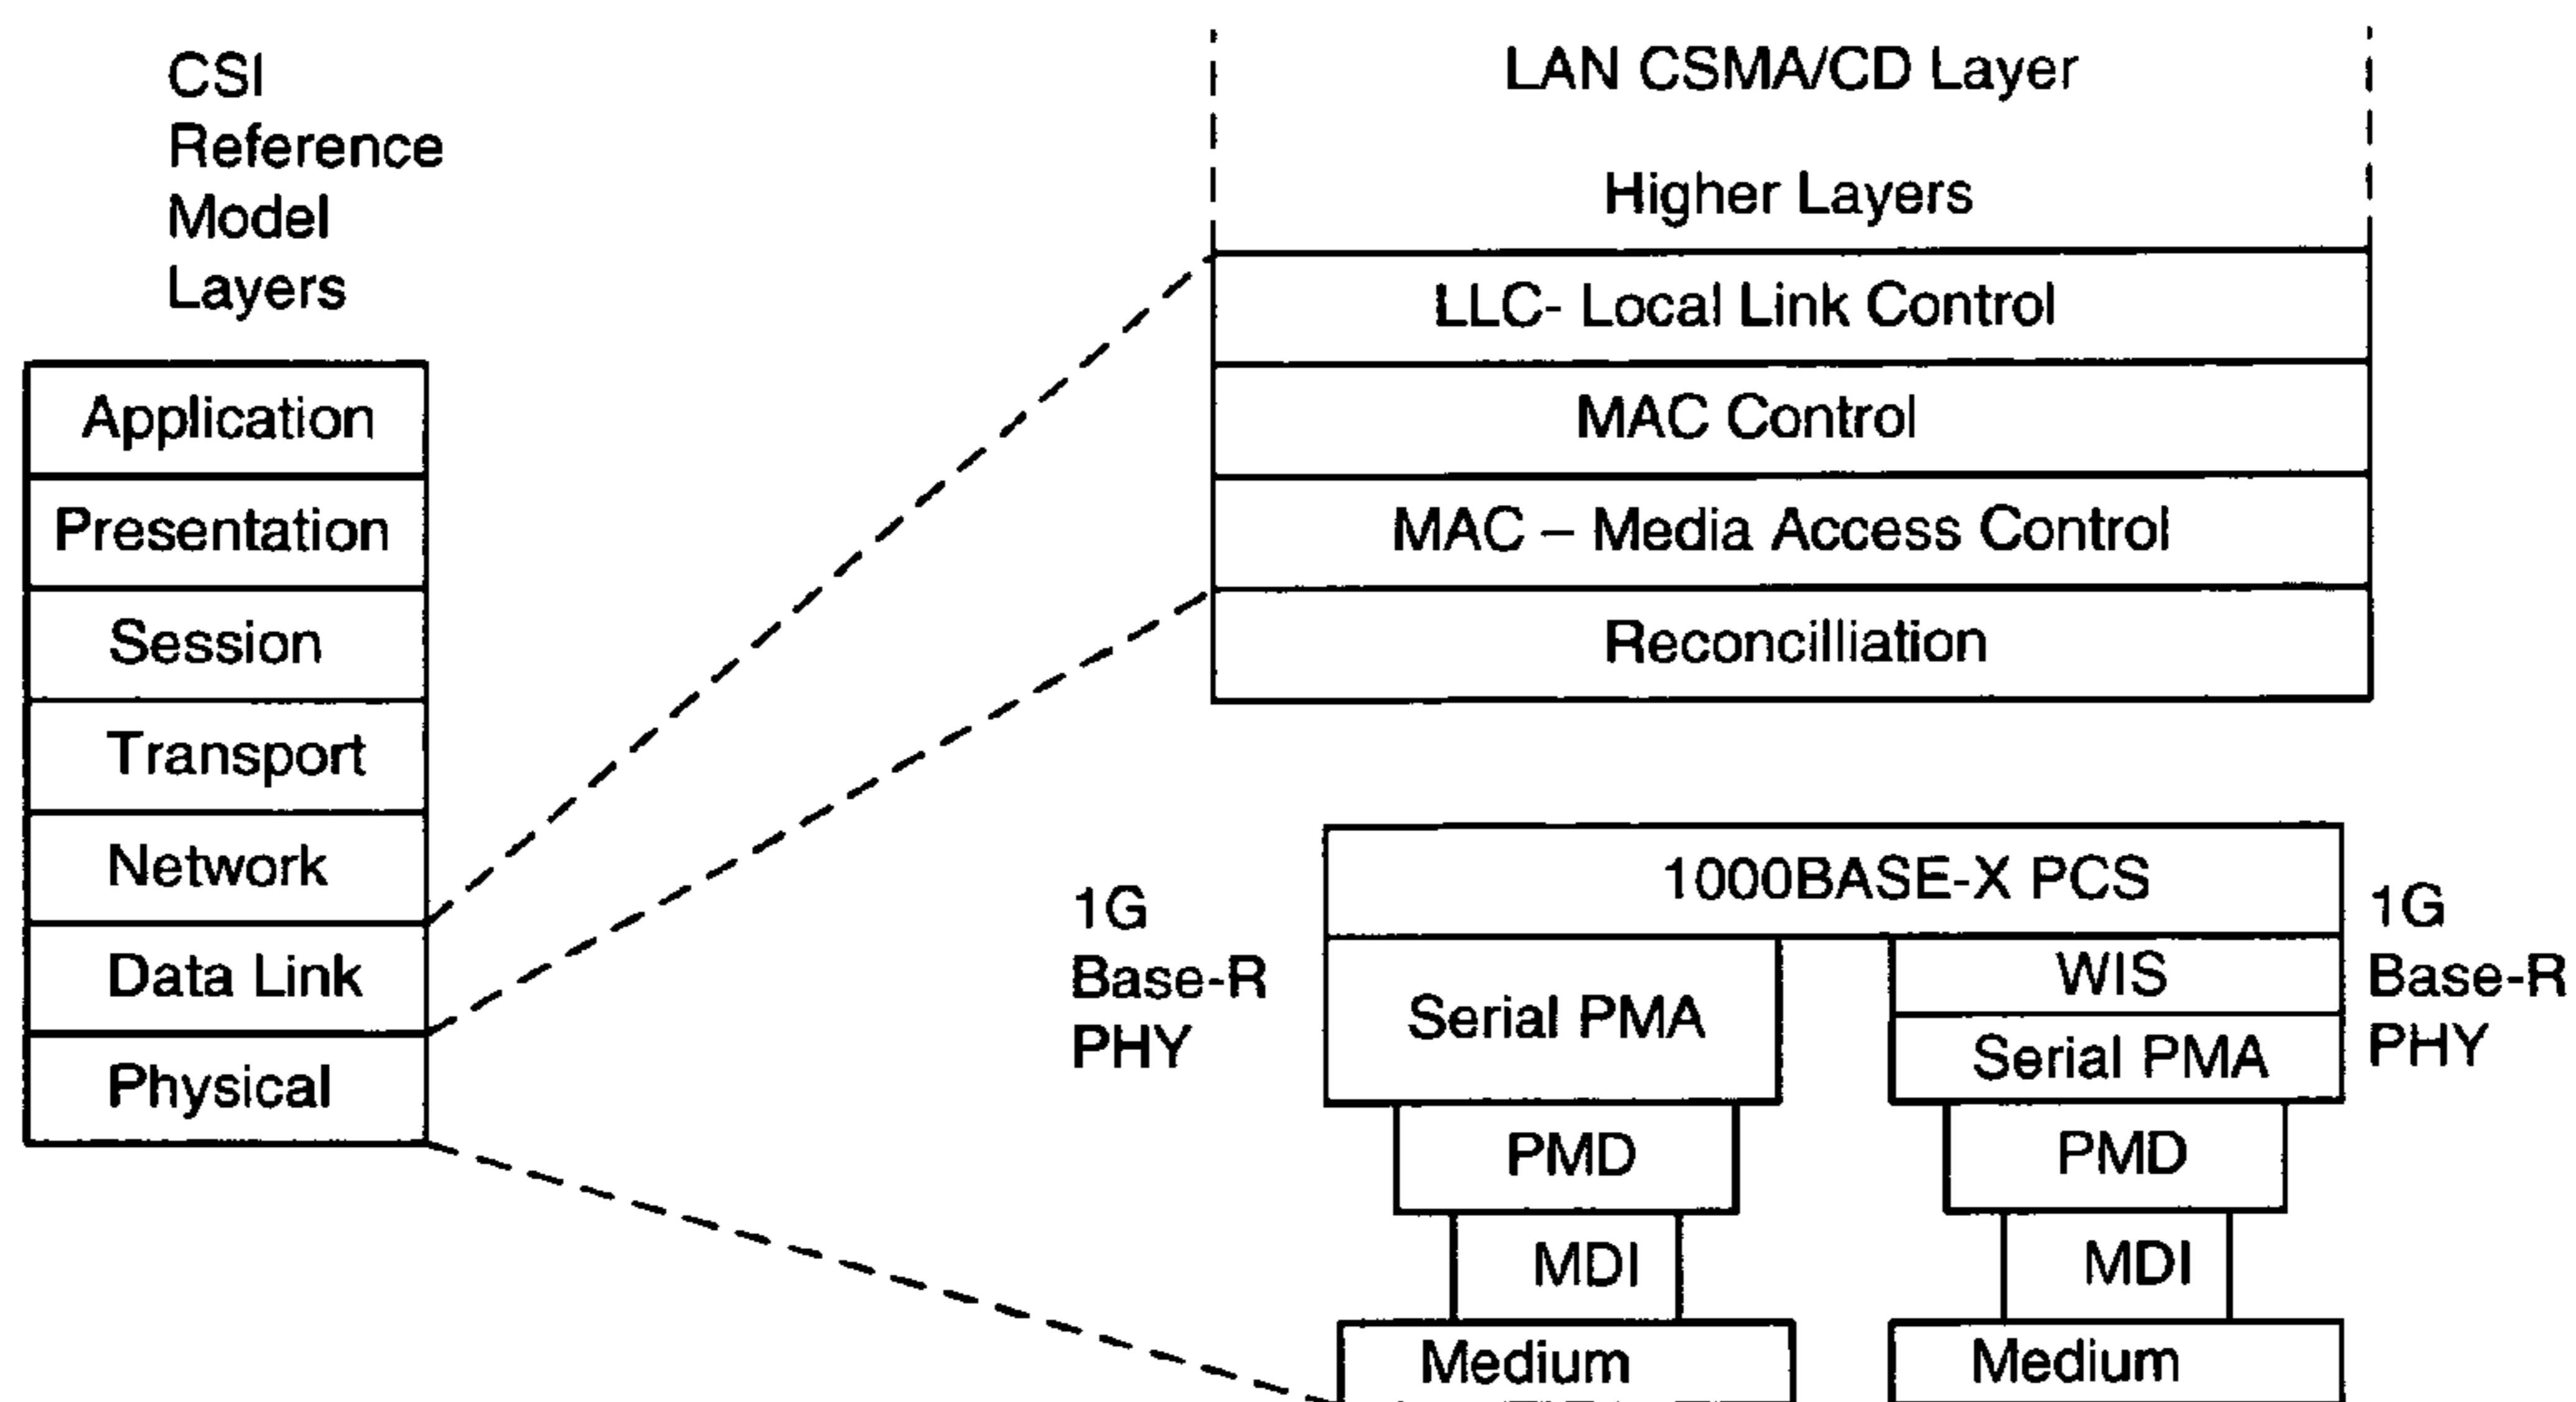 CSI
Reference
Model
Layers
Application
Presentation
Session
Transport
Network
Data Link
Physical
LAN CSMA/CD Layer
Higher Layers
LLC- Local Link Control
MAC Control
MAC – Media Access Control
Reconcilliation
1G
Base-R
PHY
1000BASE-X PCS
Serial PMA
PMD
MDI
Medium
WIS
Serial PMA
PMD
MDI
Medium
1G
Base-R
PHY